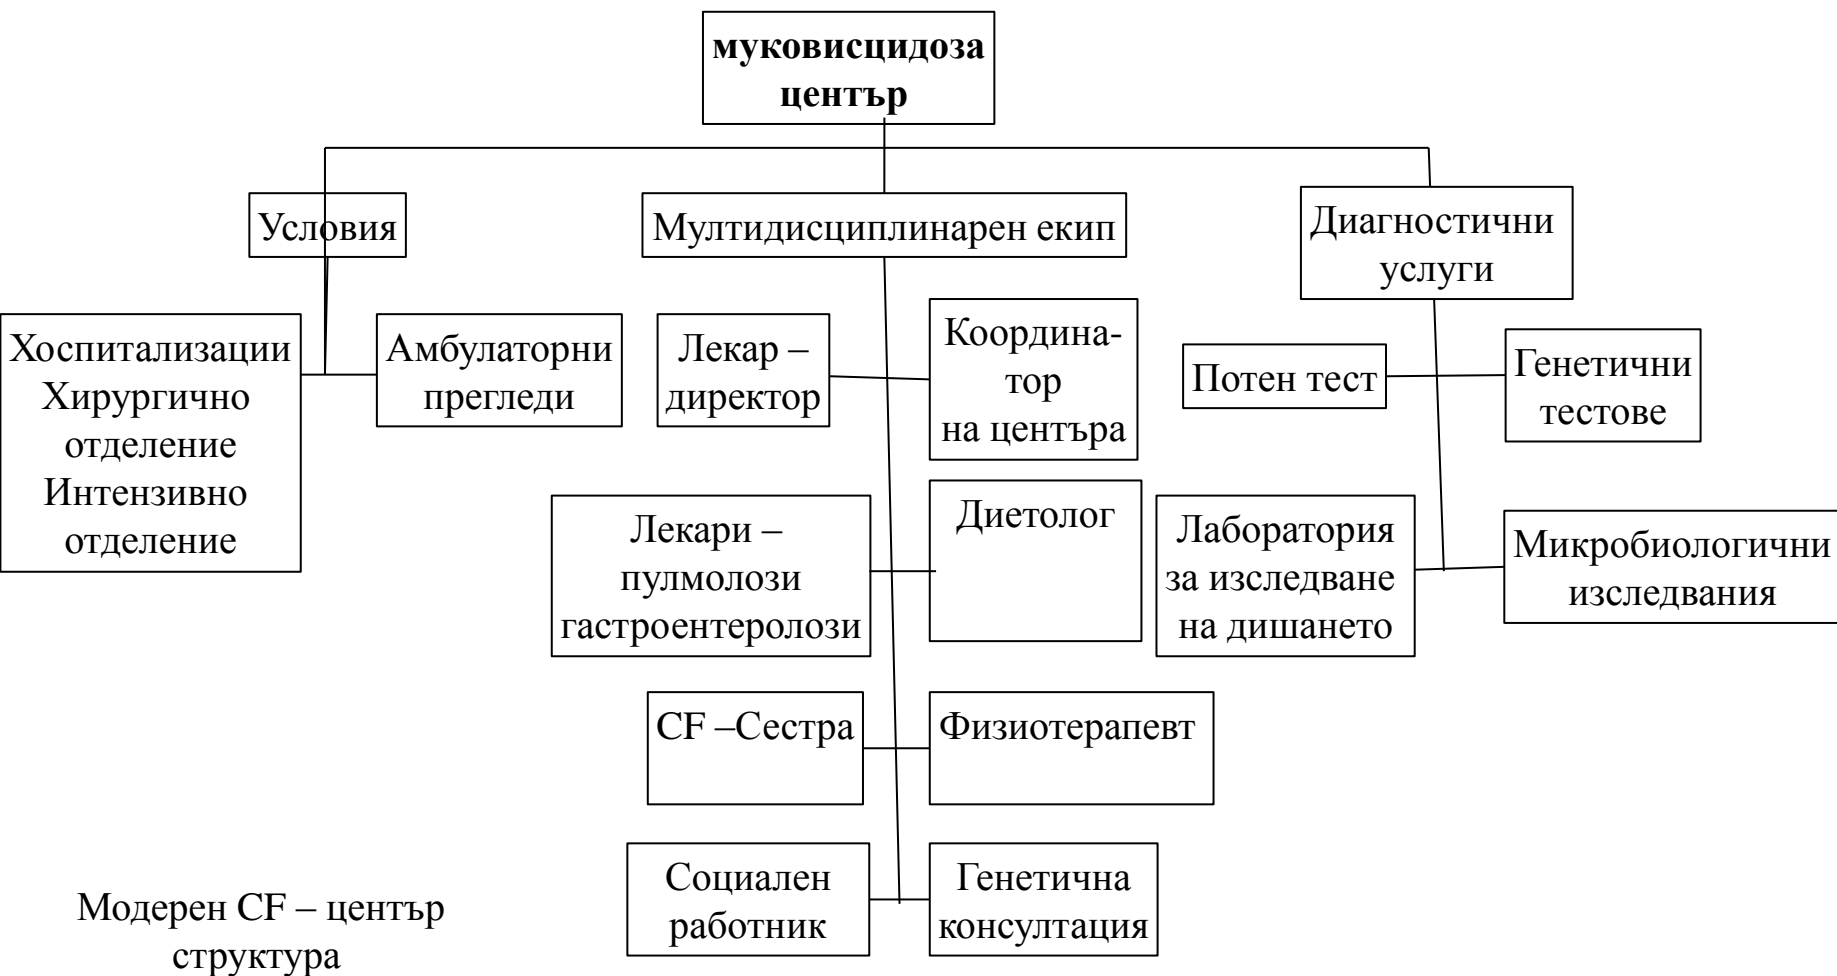 муковисцидоза
център
Условия
Мултидисциплинарен екип
Диагностични
услуги
Хоспитализации
Хирургично
отделение
Интензивно
отделение
Амбулаторни
прегледи
Лекар –
директор
Координа-
тор
на центъра
Потен тест
Генетични
тестове
Лекари –
пулмолози
гастроентеролози
Диетолог
Лаборатория
за изследване
на дишането
Микробиологични
изследвания
CF –Сестра
Физиотерапевт
Социален
работник
Генетична
консултация
Модерен CF – център
структура